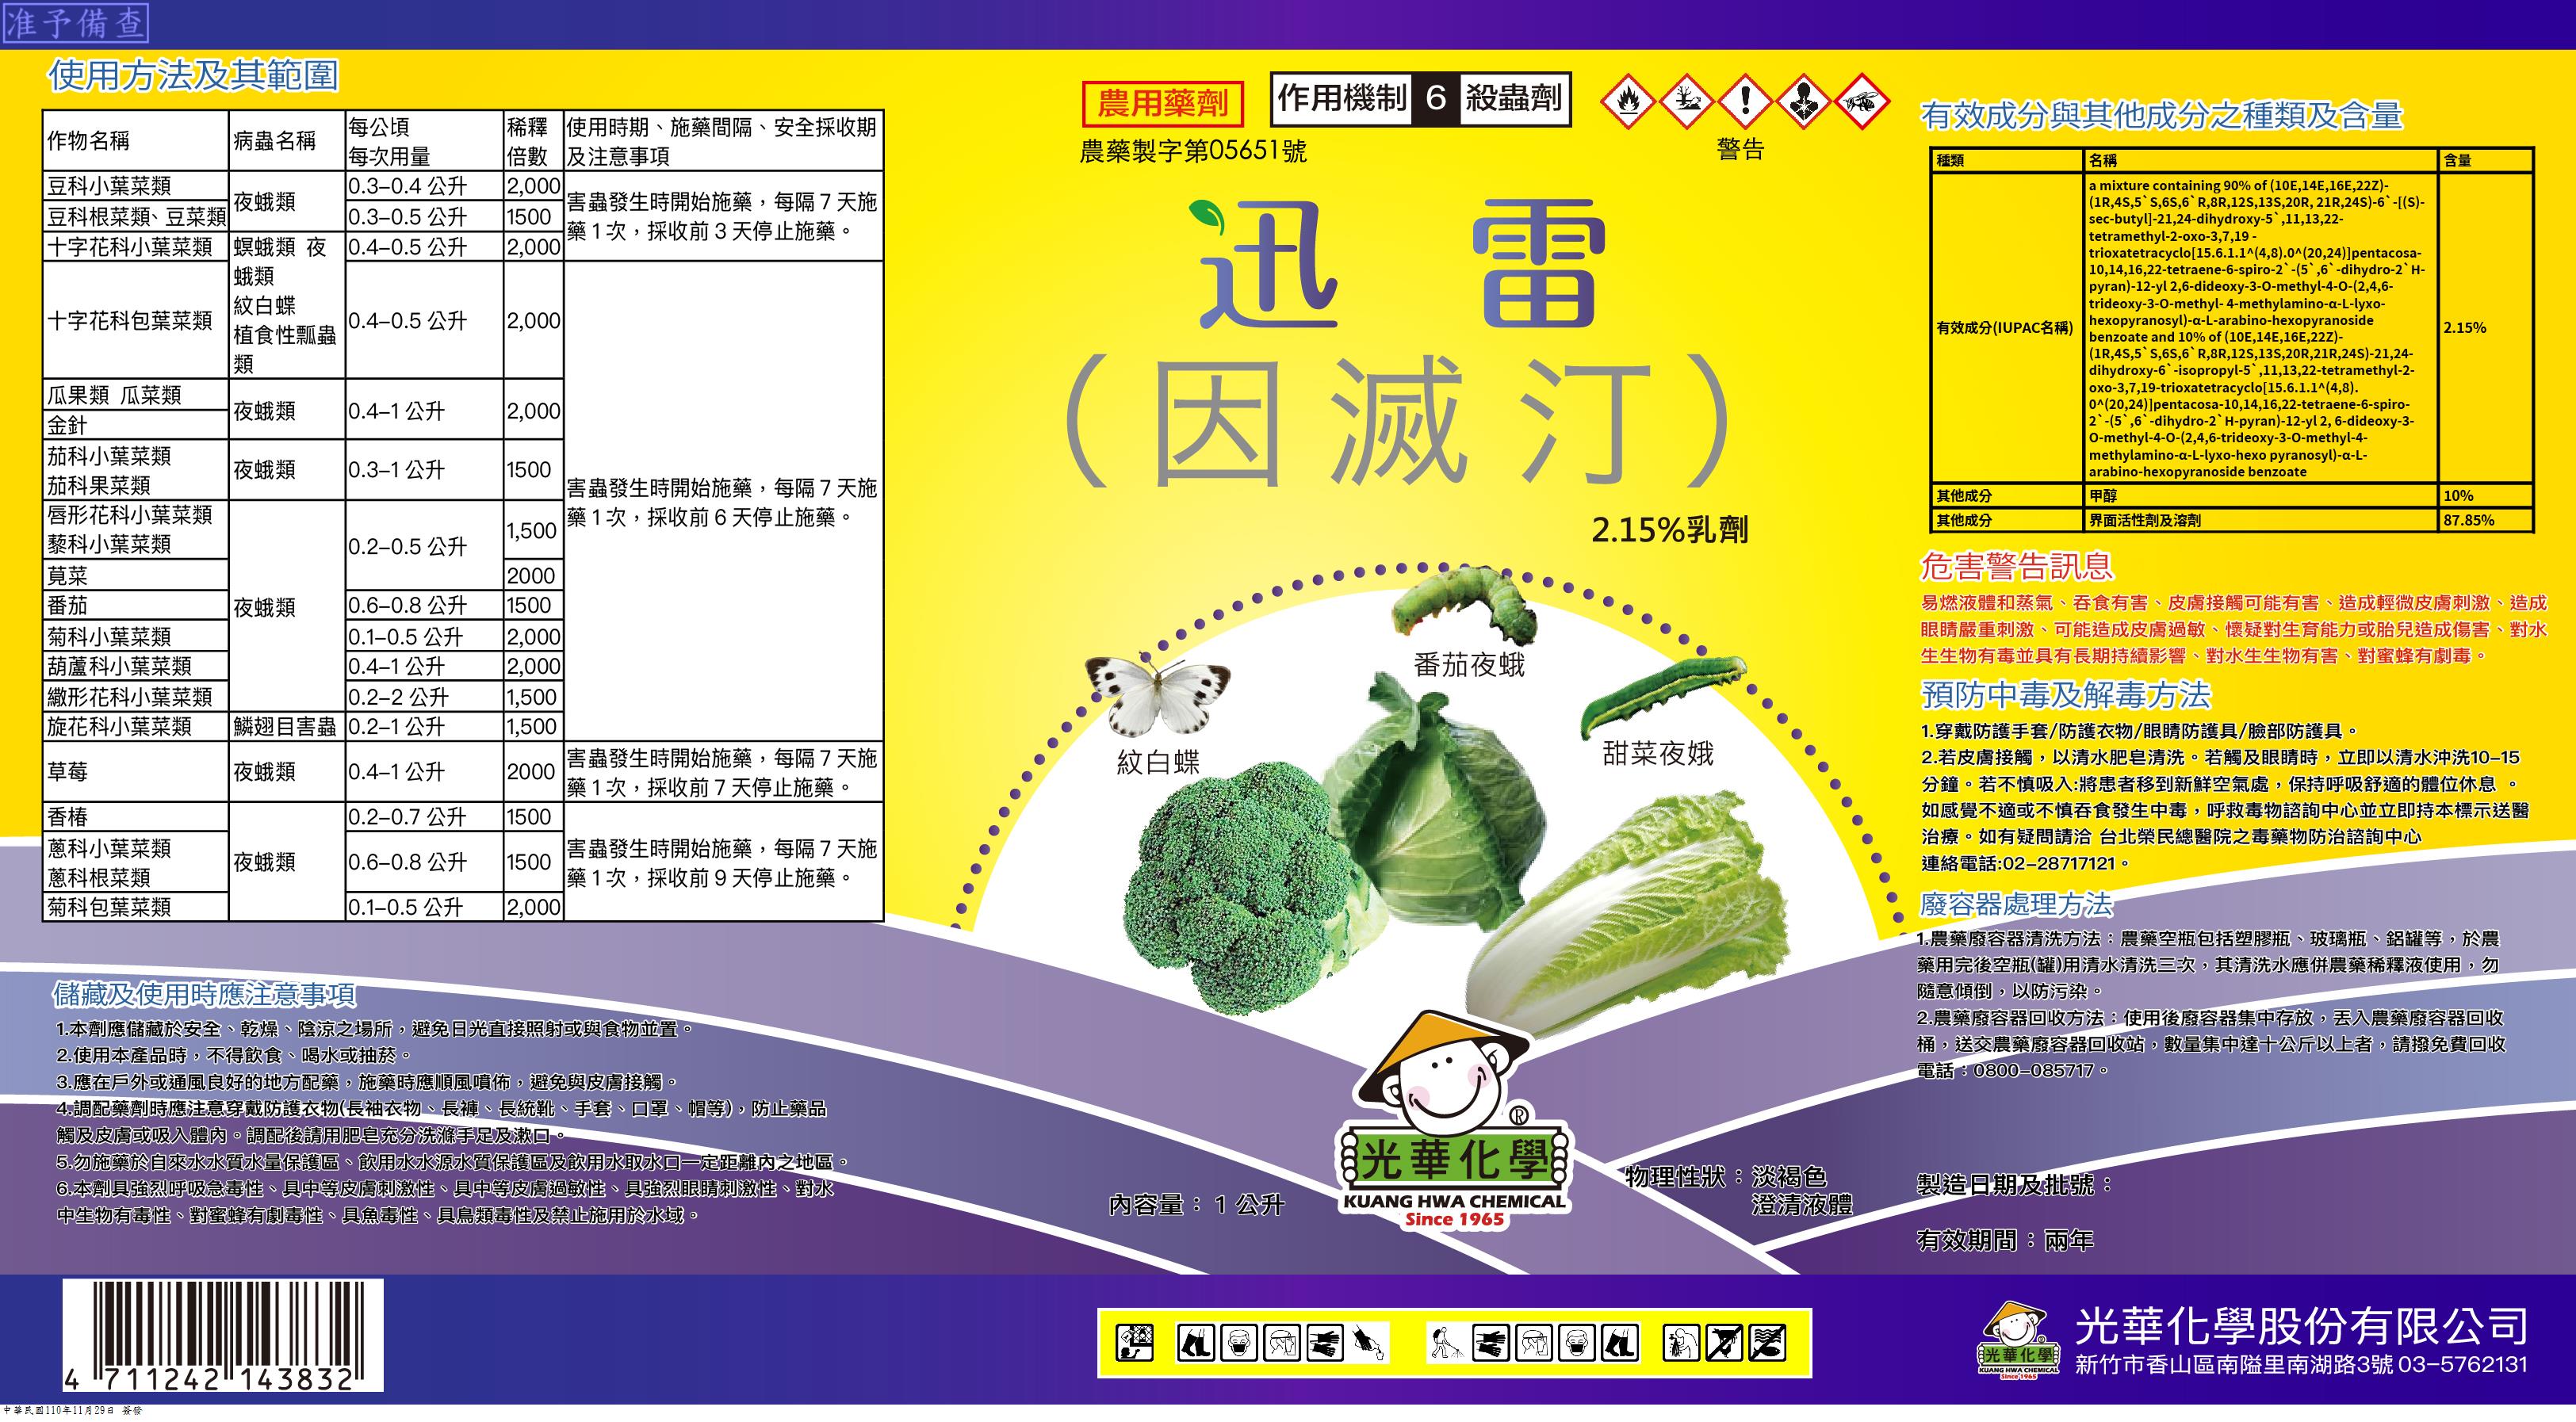 准予備查
使用方法及其範圍
作物名稱 病蟲名稱 每公頃 每次用量 稀釋 倍數 使用時期、施藥間隔、安全採收期 及注意事項
豆科小葉菜類 夜蛾類 0.3-0.4 公升 2,000 害蟲發生時開始施藥，每隔 7 天施
豆科根菜類、豆菜類 0.3-0.5 公升 1500 藥 1 次，採收前 3 天停止施藥。
十字花科小葉菜類 螟蛾類 夜 0.4-0.5 公升 2,000
蛾類
紋白蝶
十字花科包葉菜類 0.4-0.5 公升 2,000
植食性瓢蟲
類
瓜果類 瓜菜類 夜蛾類 0.4-1 公升 2,000
金針
茄科小葉菜類 夜蛾類 0.3-1 公升 1500
茄科果菜類
害蟲發生時開始施藥，每隔 7 天施
藥 1 次，採收前 6 天停止施藥。
唇形花科小葉菜類 夜蛾類 0.2-0.5 公升 1,500
藜科小葉菜類
莧菜 2000
番茄 0.6-0.8 公升 1500
菊科小葉菜類 0.1-0.5 公升 2,000
葫蘆科小葉菜類 0.4-1 公升 2,000
繖形花科小葉菜類 0.2-2 公升 1,500
旋花科小葉菜類 鱗翅目害蟲 0.2-1 公升 1,500
草莓 夜蛾類 0.4-1 公升 2000 害蟲發生時開始施藥，每隔 7 天施
藥 1 次，採收前 7 天停止施藥。
香椿 夜蛾類 0.2-0.7 公升 1500
蔥科小葉菜類 0.6-0.8 公升 1500 害蟲發生時開始施藥，每隔 7 天施
蔥科根菜類 藥 1 次，採收前 9 天停止施藥。
菊科包葉菜類 0.1-0.5 公升 2,000
儲藏及使用時應注意事項
1.本劑應儲藏於安全、乾燥、陰涼之場所，避免日光直接照射或與食物並置。
2.使用本產品時，不得飲食、喝水或抽菸。
3.應在戶外或通風良好的地方配藥，施藥時應順風噴佈，避免與皮膚接觸。
4.調配藥劑時應注意穿戴防護衣物(長袖衣物、長褲、長統靴、手套、口罩、帽等)，防止藥品
觸及皮膚或吸入體內。調配後請用肥皂充分洗滌手足及漱口。
5.勿施藥於自來水水質水量保護區、飲用水水源水質保護區及飲用水取水口一定距離內之地區。
6.本劑具強烈呼吸急毒性、具中等皮膚刺激性、具中等皮膚過敏性、具強烈眼睛刺激性、對水
中生物有毒性、對蜜蜂有劇毒性、具魚毒性、具鳥類毒性及禁止施用於水域。
4 711242 143832
中華民國110年11月29日 簽發
農用藥劑
作用機制 6 殺蟲劑
農藥製字第05651號
警告
迅雷
（因滅汀）
2.15%乳劑
番茄夜蛾
紋白蝶
甜菜夜娥
光華化學
®
KUANG HWA CHEMICAL
Since 1965
內容量：1 公升
物理性狀：淡褐色
澄清液體
有效成分與其他成分之種類及含量
種類 名稱 含量
有效成分(IUPAC名稱) 2.15%
a mixture containing 90% of (10E,14E,16E,22Z)-
(1R,4S,5`S,6S,6`R,8R,12S,13S,20R, 21R,24S)-6`-[(S)-
sec-butyl]-21,24-dihydroxy-5`,11,13,22-
tetramethyl-2-oxo-3,7,19 -
trioxatetracyclo[15.6.1.1^(4,8).0^(20,24)]pentacosa-
10,14,16,22-tetraene-6-spiro-2`-(5`,6`-dihydro-2`H-
pyran)-12-yl 2,6-dideoxy-3-O-methyl-4-O-(2,4,6-
trideoxy-3-O-methyl- 4-methylamino-α-L-lyxo-
hexopyranosyl)-α-L-arabino-hexopyranoside
benzoate and 10% of (10E,14E,16E,22Z)-
(1R,4S,5`S,6S,6`R,8R,12S,13S,20R,21R,24S)-21,24-
dihydroxy-6`-isopropyl-5`,11,13,22-tetramethyl-2-
oxo-3,7,19-trioxatetracyclo[15.6.1.1^(4,8).
0^(20,24)]pentacosa-10,14,16,22-tetraene-6-spiro-
2`-(5`,6`-dihydro-2`H-pyran)-12-yl 2, 6-dideoxy-3-
O-methyl-4-O-(2,4,6-trideoxy-3-O-methyl-4-
methylamino-α-L-lyxo-hexo pyranosyl)-α-L-
arabino-hexopyranoside benzoate
其他成分 甲醇 10%
其他成分 界面活性劑及溶劑 87.85%
危害警告訊息
易燃液體和蒸氣、吞食有害、皮膚接觸可能有害、造成輕微皮膚刺激、造成
眼睛嚴重刺激、可能造成皮膚過敏、懷疑對生育能力或胎兒造成傷害、對水
生生物有毒並具有長期持續影響、對水生生物有害、對蜜蜂有劇毒。
預防中毒及解毒方法
1.穿戴防護手套/防護衣物/眼睛防護具/臉部防護具。
2.若皮膚接觸，以清水肥皂清洗。若觸及眼睛時，立即以清水沖洗10-15
分鐘。若不慎吸入:將患者移到新鮮空氣處，保持呼吸舒適的體位休息 。
如感覺不適或不慎吞食發生中毒，呼救毒物諮詢中心並立即持本標示送醫
治療。如有疑問請洽 台北榮民總醫院之毒藥物防治諮詢中心
連絡電話:02-28717121。
廢容器處理方法
1.農藥廢容器清洗方法：農藥空瓶包括塑膠瓶、玻璃瓶、鋁罐等，於農
藥用完後空瓶(罐)用清水清洗三次，其清洗水應併農藥稀釋液使用，勿
隨意傾倒，以防污染。
2.農藥廢容器回收方法：使用後廢容器集中存放，丟入農藥廢容器回收
桶，送交農藥廢容器回收站，數量集中達十公斤以上者，請撥免費回收
電話：0800-085717。
製造日期及批號：
有效期間：兩年
光華化學
KUANG HWA CHEMICAL
Since 1965
光華化學股份有限公司
新竹市香山區南隘里南湖路3號 03-5762131